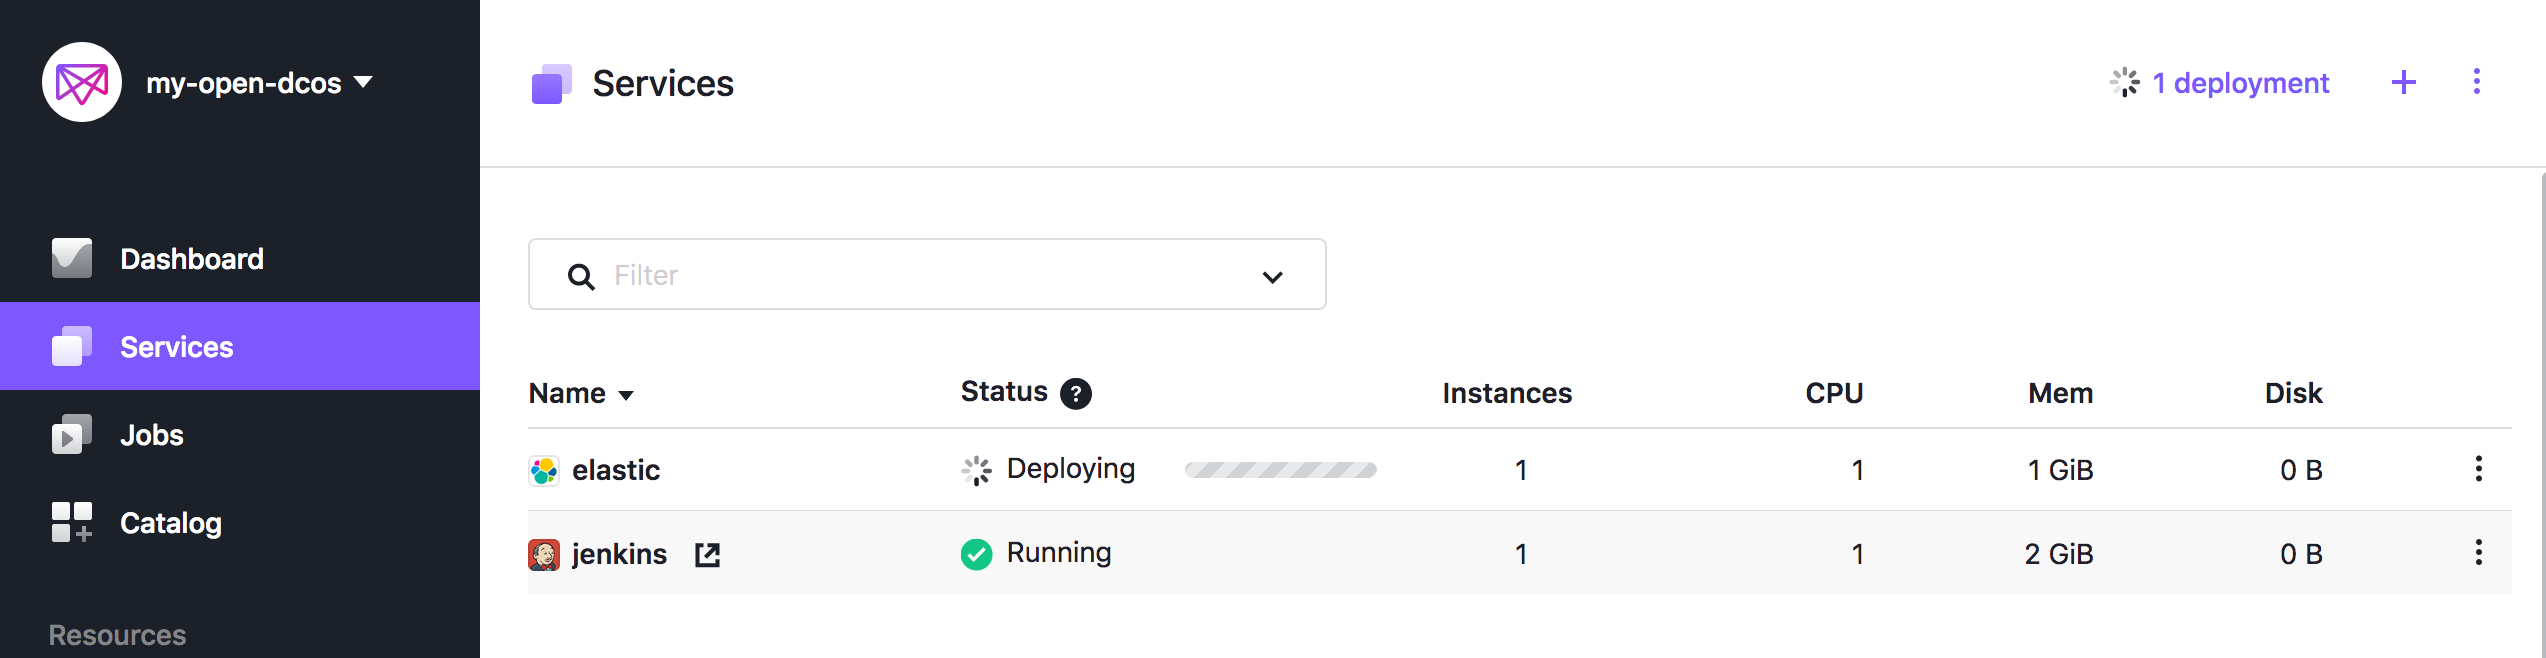 my-open-dcos
Services
1 deployment
Dashboard
Services
Jobs
Catalog
Resources
Filter
Name Status ? Instances CPU Mem Disk
elastic Deploying 1 1 1 GiB 0 B
jenkins Running 1 1 2 GiB 0 B